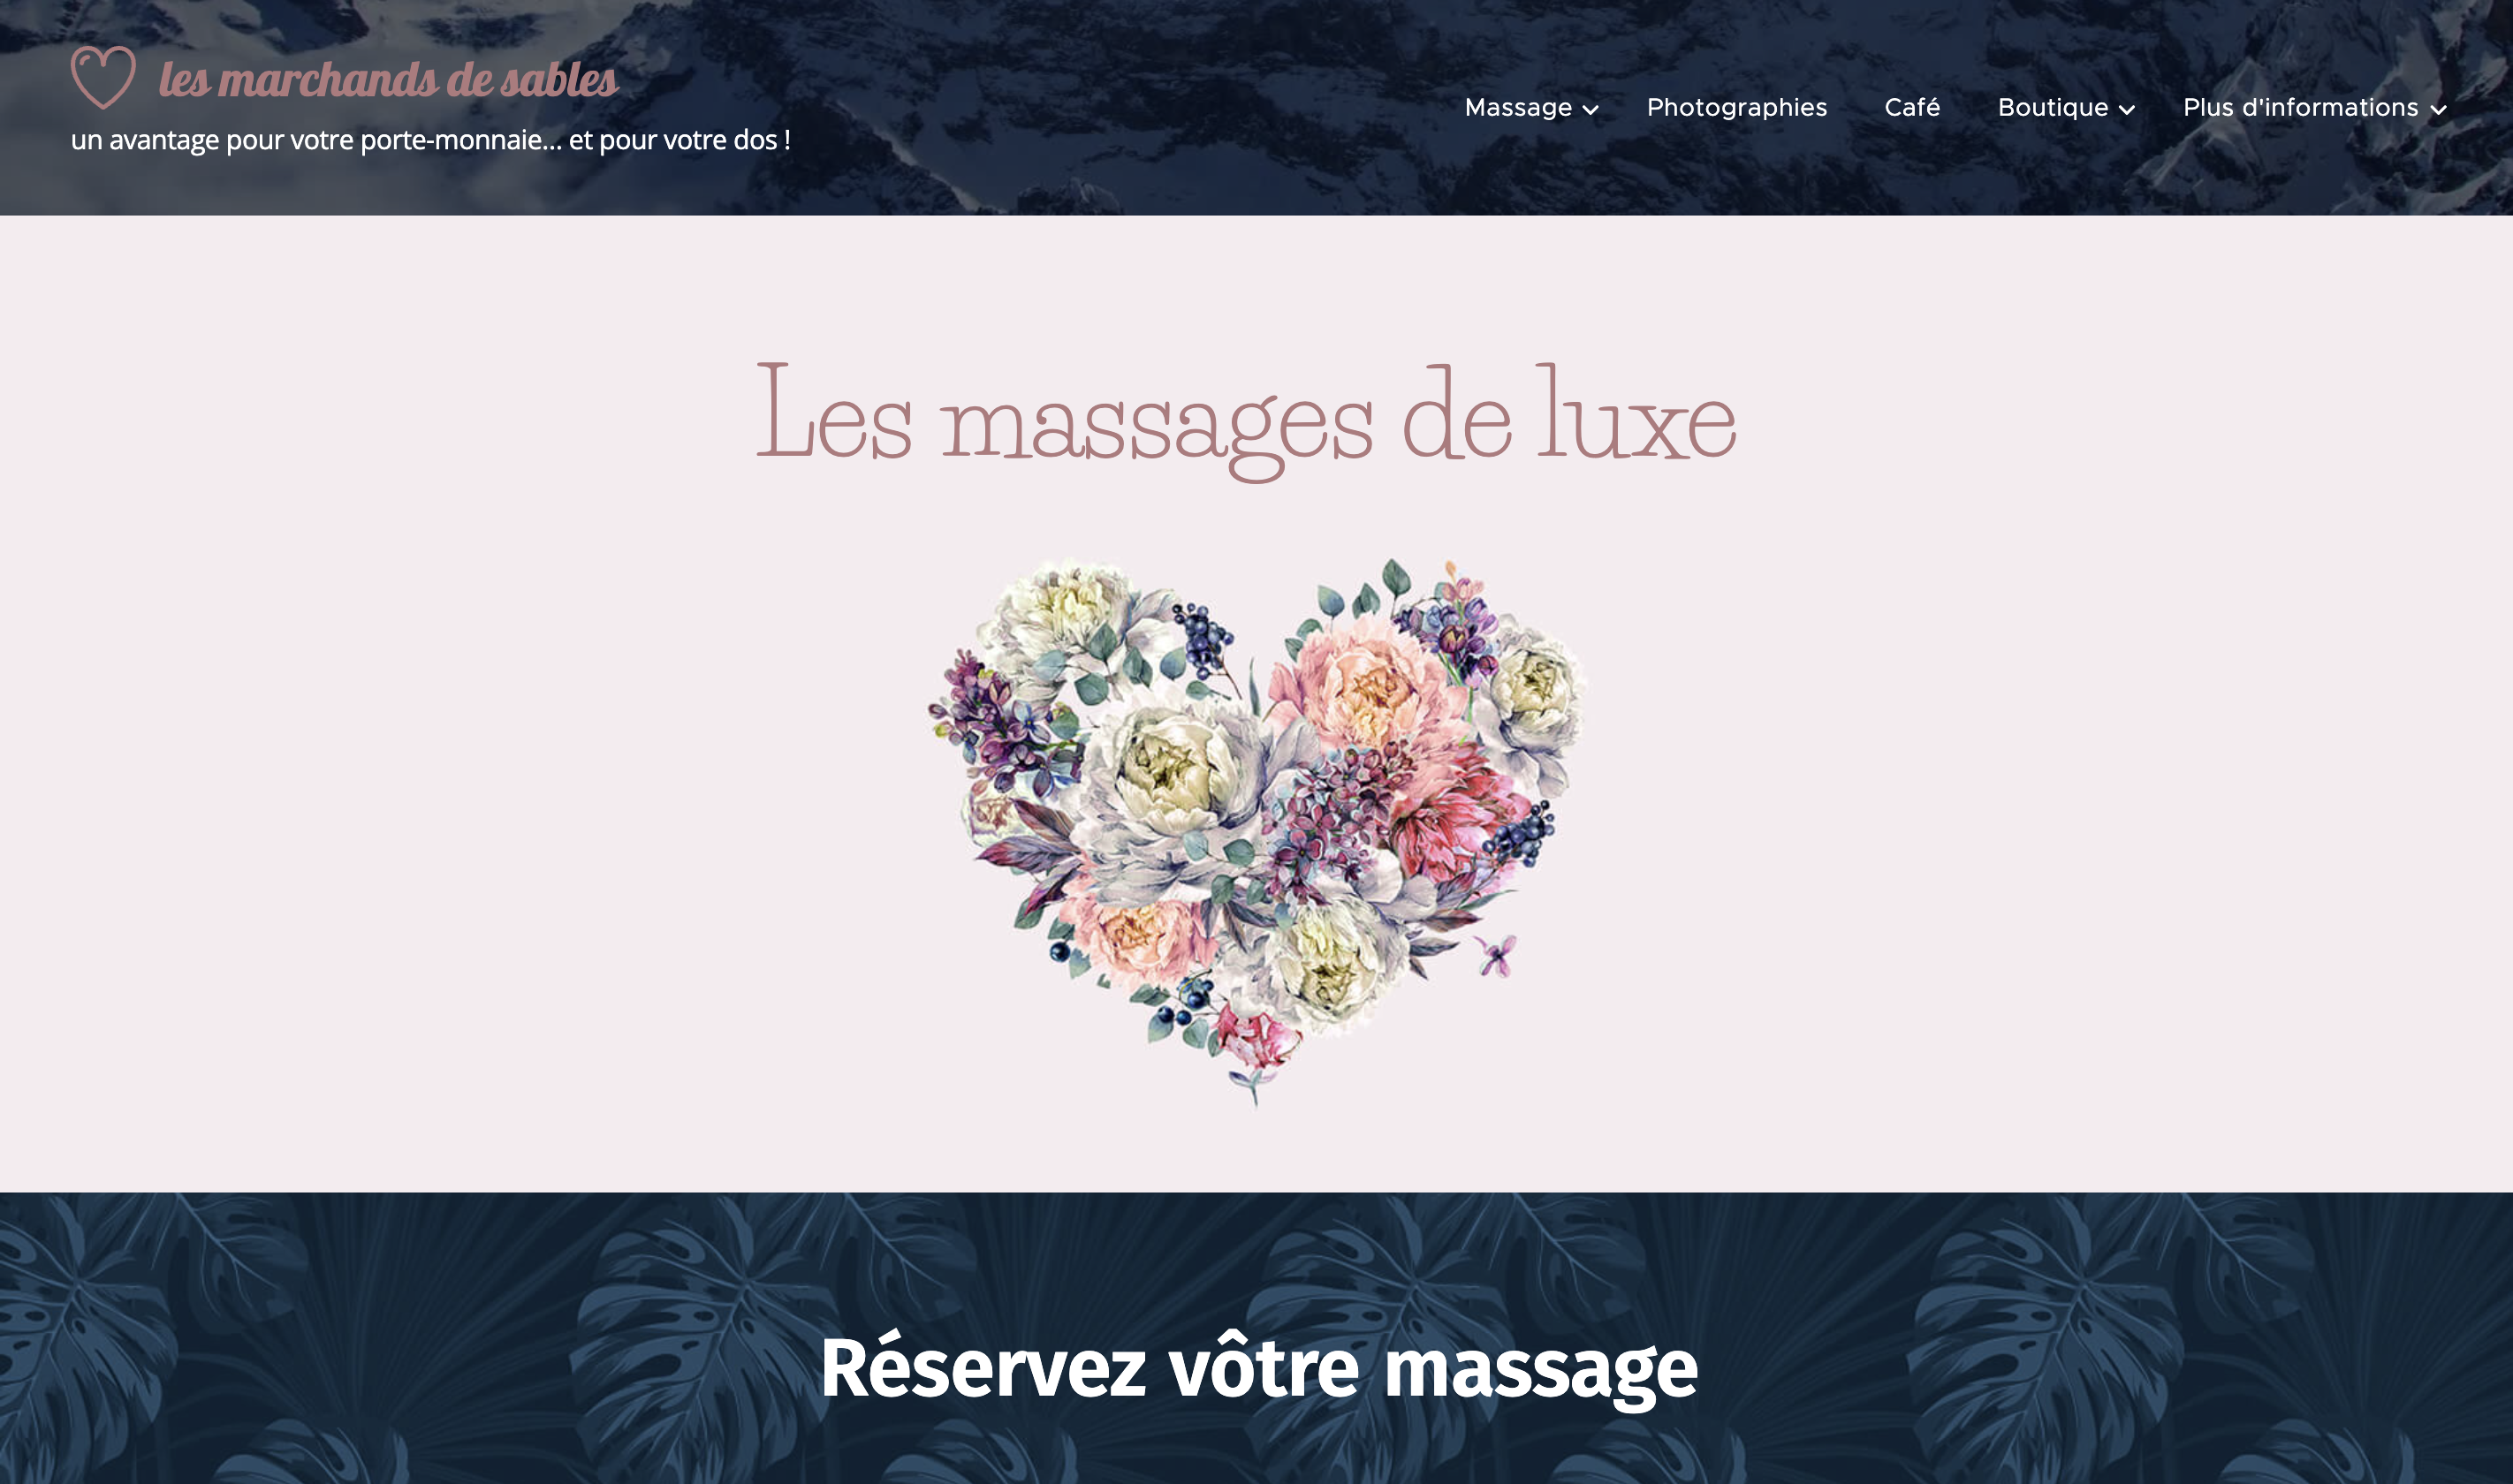 les marchands de sables
un avantage pour votre porte-monnaie... et pour votre dos !
Massage Photographies Café Boutique Plus d'informations
Les massages de luxe
Réservez vôtre massage